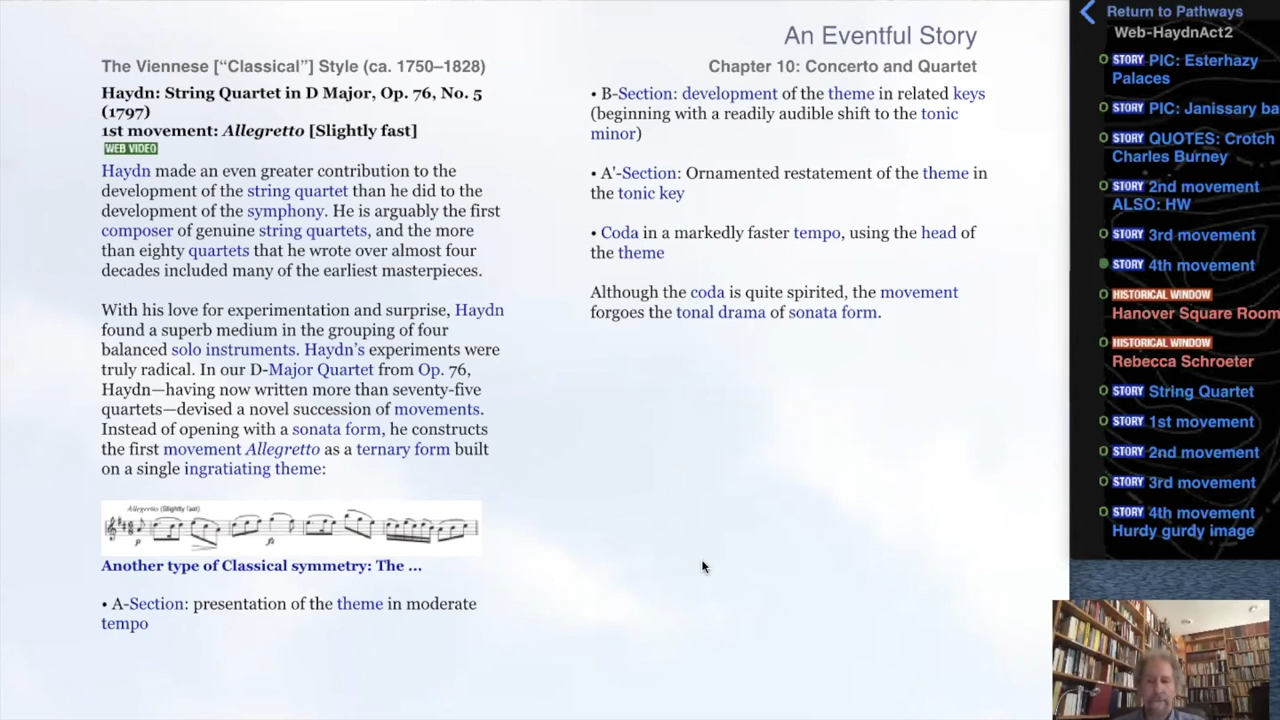 An Eventful Story
The Viennese [“Classical”] Style (ca. 1750–1828)
Chapter 10: Concerto and Quartet
Haydn: String Quartet in D Major, Op. 76, No. 5
(1797)
1st movement: Allegretto [Slightly fast]
WEB VIDEO
Haydn made an even greater contribution to the
development of the string quartet than he did to the
development of the symphony. He is arguably the first
composer of genuine string quartets, and the more
than eighty quartets that he wrote over almost four
decades included many of the earliest masterpieces.
With his love for experimentation and surprise, Haydn
found a superb medium in the grouping of four
balanced solo instruments. Haydn’s experiments were
truly radical. In our D-Major Quartet from Op. 76,
Haydn—having now written more than seventy-five
quartets—devised a novel succession of movements.
Instead of opening with a sonata form, he constructs
the first movement Allegretto as a ternary form built
on a single ingratiating theme:
Allegretto (Slightly fast)
p
fz
Another type of Classical symmetry: The ...
• A-Section: presentation of the theme in moderate
tempo
• B-Section: development of the theme in related keys
(beginning with a readily audible shift to the tonic
minor)
• A'-Section: Ornamented restatement of the theme in
the tonic key
• Coda in a markedly faster tempo, using the head of
the theme
Although the coda is quite spirited, the movement
forgoes the tonal drama of sonata form.
Return to Pathways
Web-HaydnAct2
STORY PIC: Esterhazy
Palaces
STORY PIC: Janissary ba
STORY QUOTES: Crotch
Charles Burney
STORY 2nd movement
ALSO: HW
STORY 3rd movement
STORY 4th movement
HISTORICAL WINDOW
Hanover Square Room
HISTORICAL WINDOW
Rebecca Schroeter
STORY String Quartet
STORY 1st movement
STORY 2nd movement
STORY 3rd movement
STORY 4th movement
Hurdy gurdy image